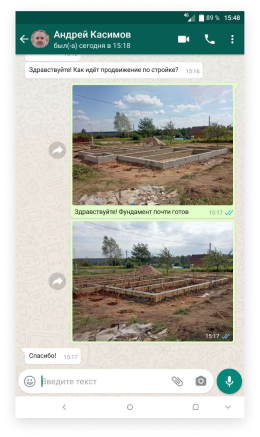 89 % 15:48
Андрей Касимов
был(-а) сегодня в 15:18
Здравствуйте! Как идёт продвижение по стройке? 15:16
Здравствуйте! Фундамент почти готов 15:17
15:17
Спасибо! 15:17
Введите текст